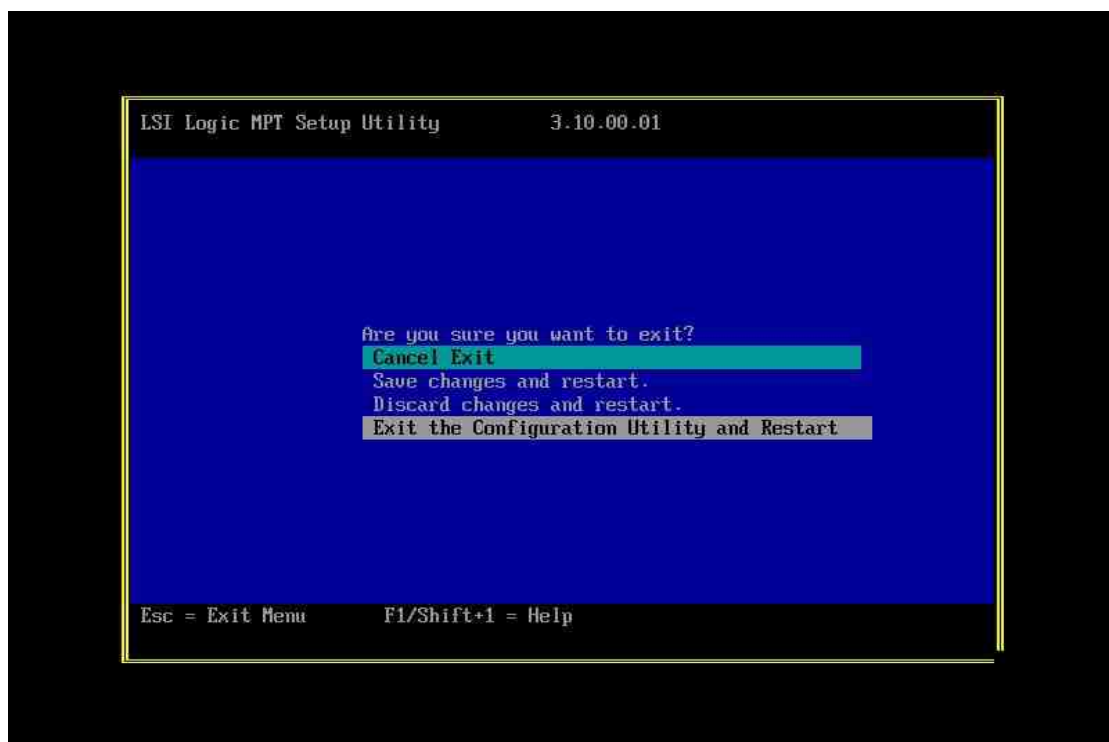 LSI Logic MPT Setup Utility 3.10.00.01
Are you sure you want to exit?
Cancel Exit
Save changes and restart.
Discard changes and restart.
Exit the Configuration Utility and Restart
Esc = Exit Menu F1/Shift+1 = Help